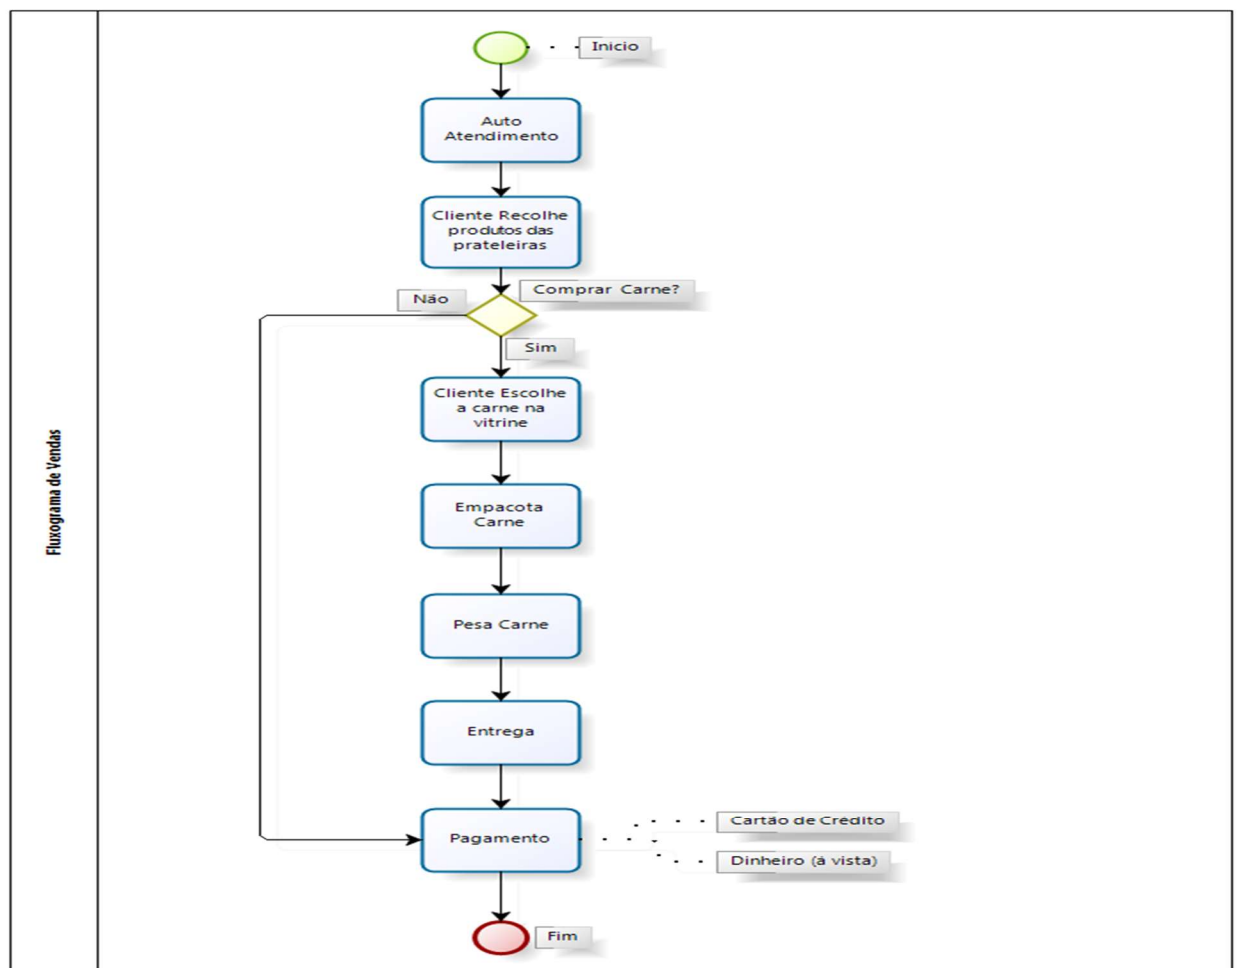 Fluxograma de Vendas
Inicio
Auto
Atendimento
Cliente Recolhe
produtos das
prateleiras
Comprar Carne?
Não
Sim
Cliente Escolhe
a carne na
vitrine
Empacota
Carne
Pesa Carne
Entrega
Pagamento
Cartão de Crédito
Dinheiro (á vista)
Fim